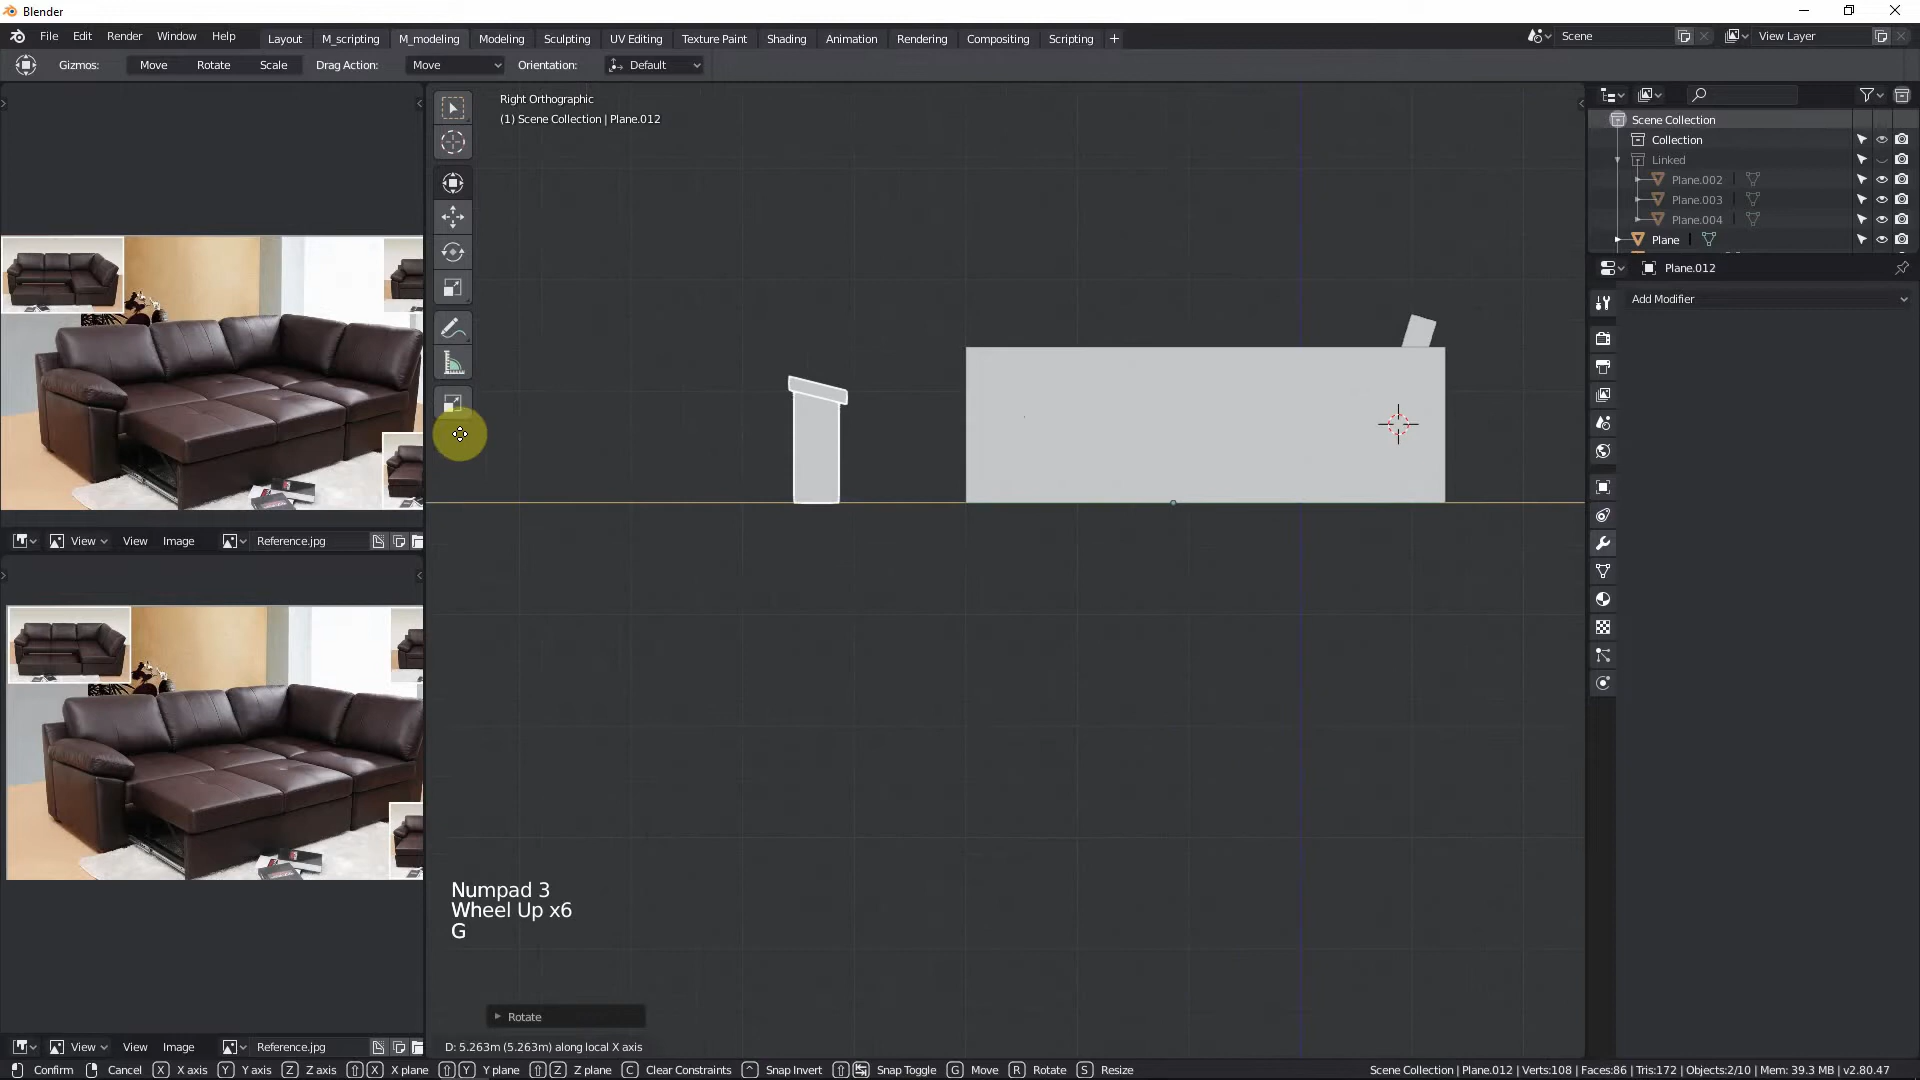 Blender
File Edit Render Window Help
Layout M_scripting M_modeling Modeling Sculpting UV Editing Texture Paint Shading Animation Rendering Compositing Scripting +
Scene
View Layer
Gizmos: Move Rotate Scale Drag Action: Move Orientation: Default
Right Orthographic
(1) Scene Collection | Plane.012
Scene Collection
Collection
Linked
Plane.002
Plane.003
Plane.004
Plane
Plane.012
Add Modifier
View View Image Reference.jpg
Numpad 3
Wheel Up x6
G
Rotate
View View Image Reference.jpg
D: 5.263m (5.263m) along local X axis
Confirm Cancel X X axis Y Y axis Z Z axis X X plane Y Y plane Z Z plane C Clear Constraints Snap Invert Snap Toggle G Move R Rotate S Resize
Scene Collection | Plane.012 | Verts:108 | Faces:86 | Tris:172 | Objects:2/10 | Mem: 39.3 MB | v2.80.47